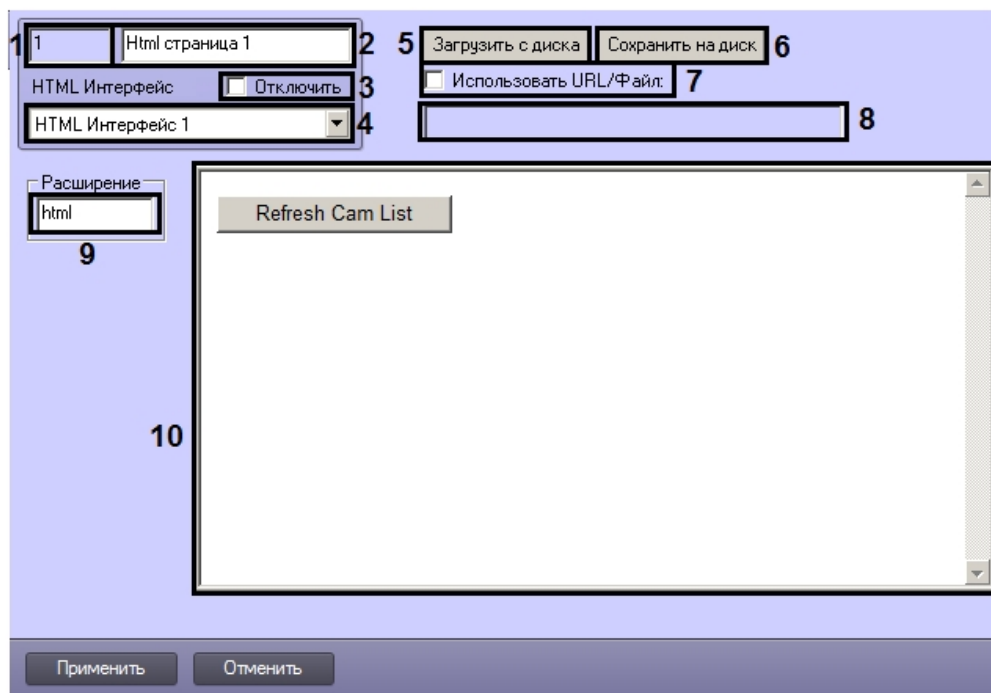 1 1 Html страница 1 2 5 Загрузить с диска Сохранить на диск 6
HTML Интерфейс Отключить 3 Использовать URL/Файл: 7
HTML Интерфейс 1 4 8
Расширение
html
9
Refresh Cam List
10
Применить Отменить